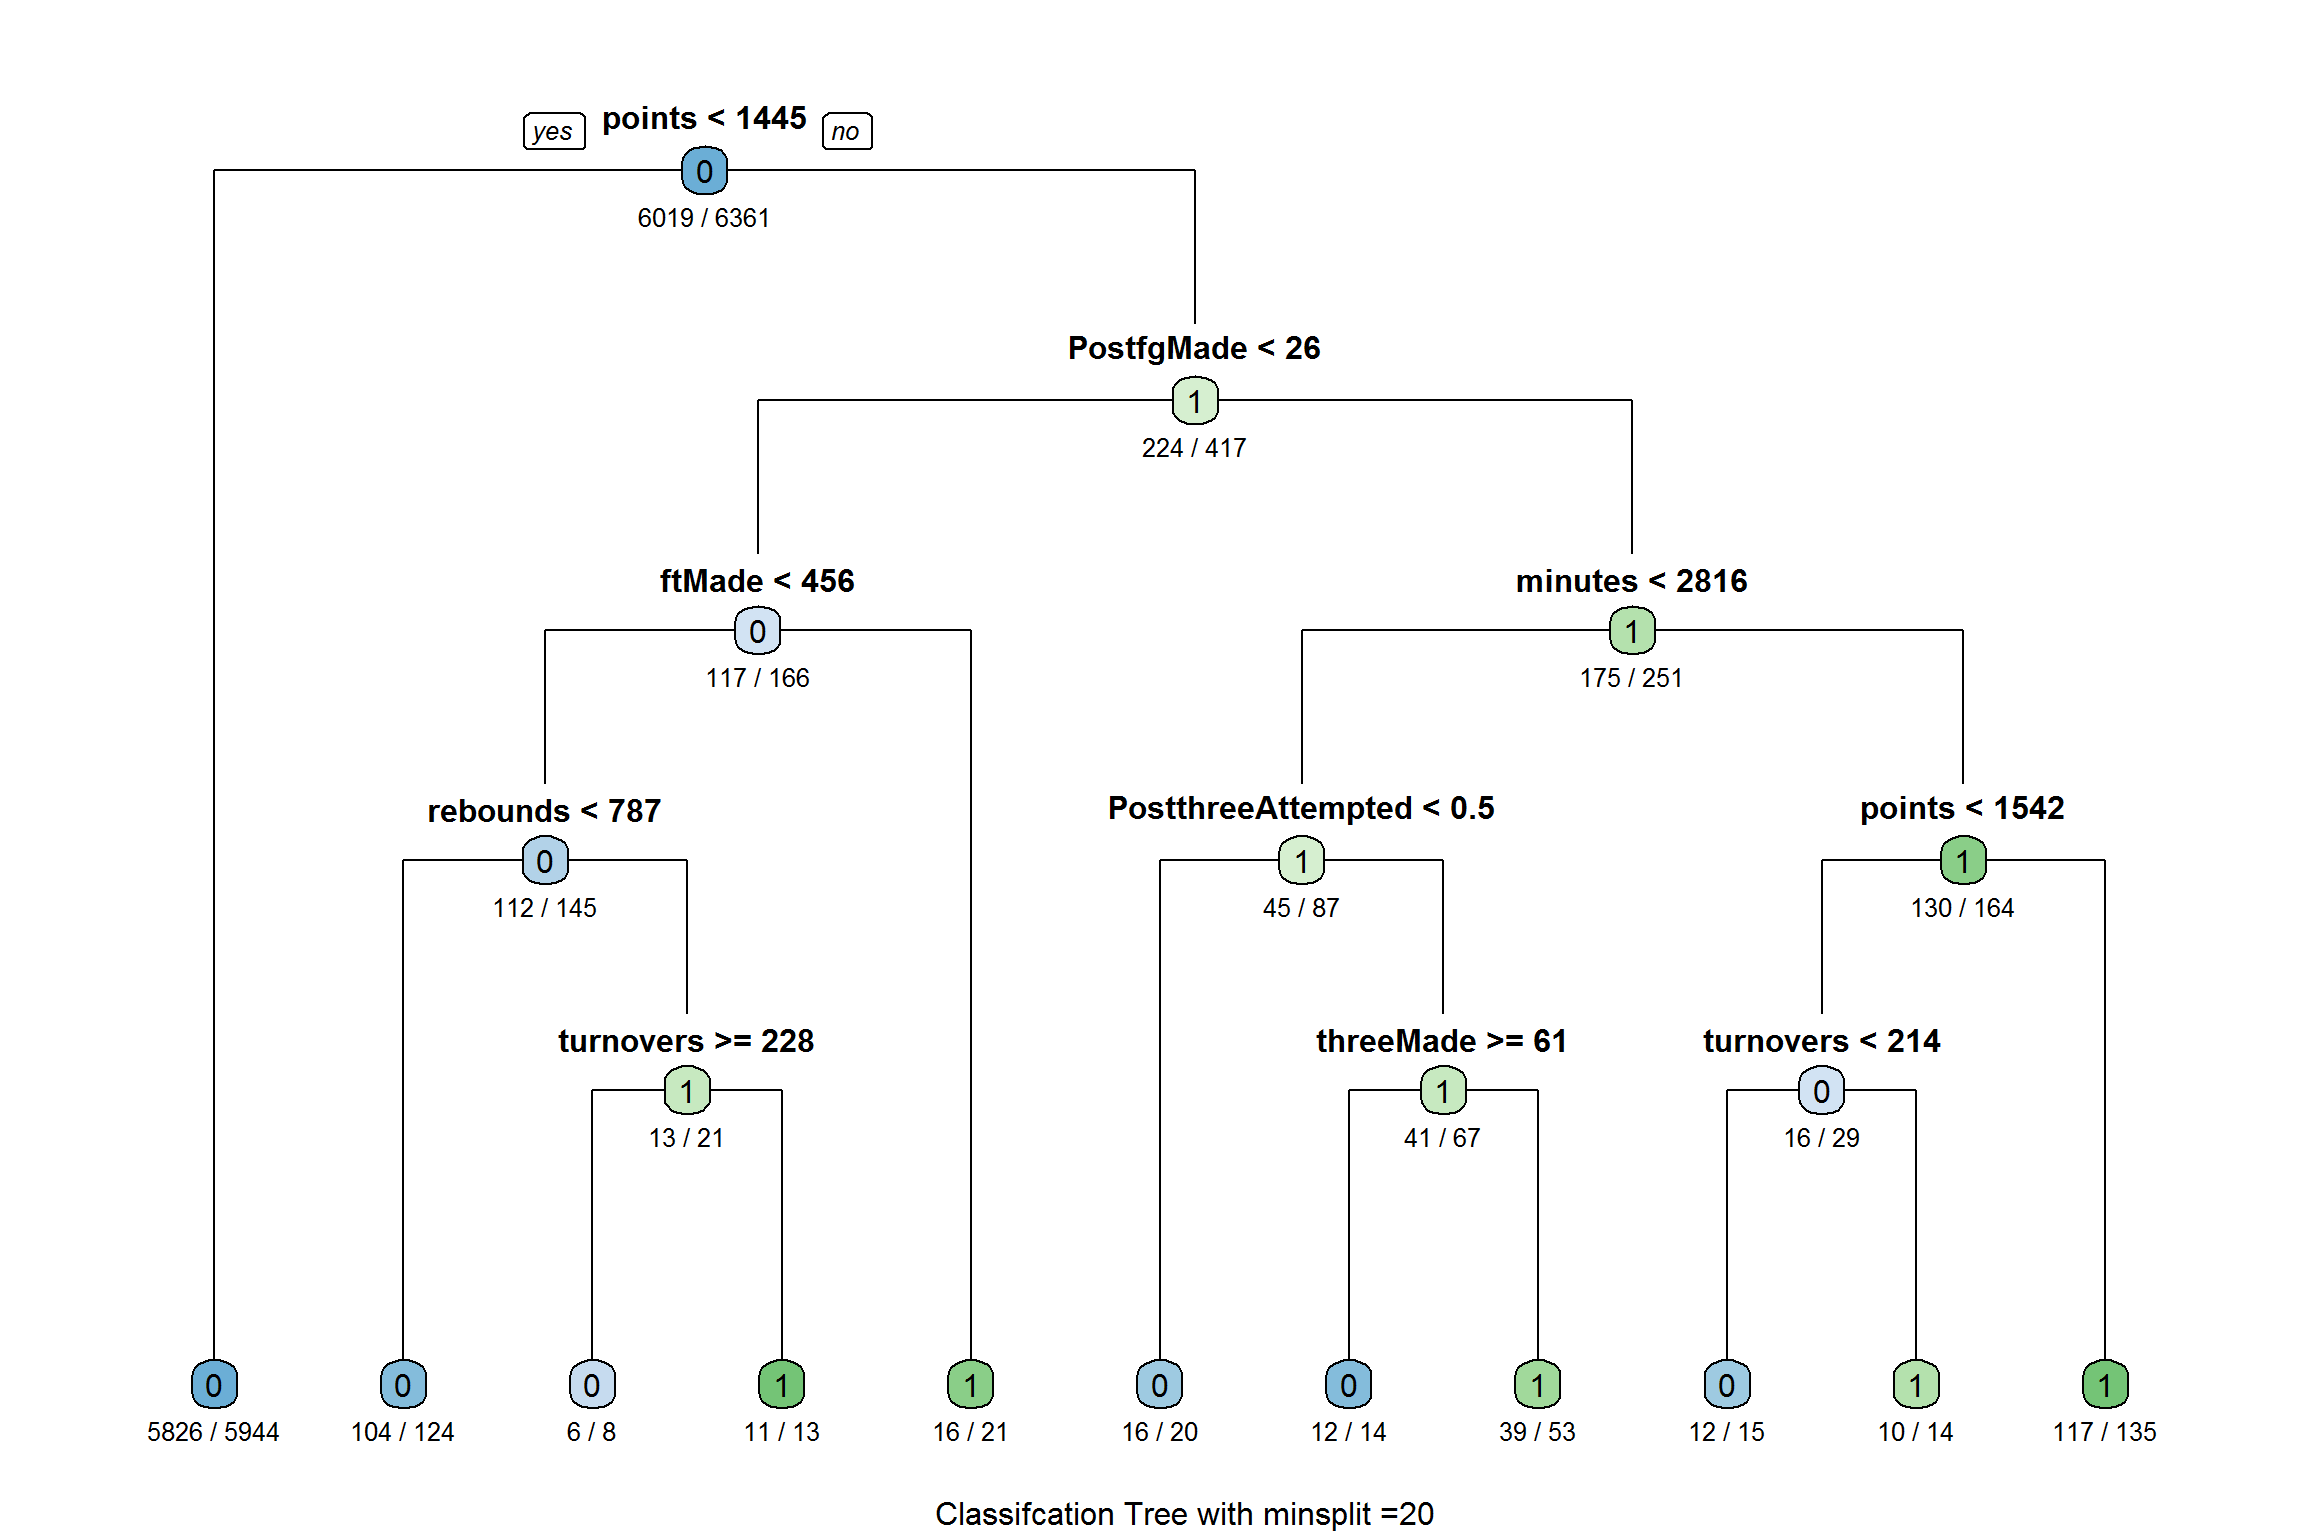 yes points < 1445 no
0
6019 / 6361
PostfgMade < 26
1
224 / 417
ftMade < 456 minutes < 2816
0 1
117 / 166 175 / 251
rebounds < 787 PostthreeAttempted < 0.5 points < 1542
0 1 1
112 / 145 45 / 87 130 / 164
turnovers >= 228 threeMade >= 61 turnovers < 214
1 1 0
13 / 21 41 / 67 16 / 29
0 0 0 1 1 0 0 1 0 1 1
5826 / 5944 104 / 124 6 / 8 11 / 13 16 / 21 16 / 20 12 / 14 39 / 53 12 / 15 10 / 14 117 / 135
Classifcation Tree with minsplit =20